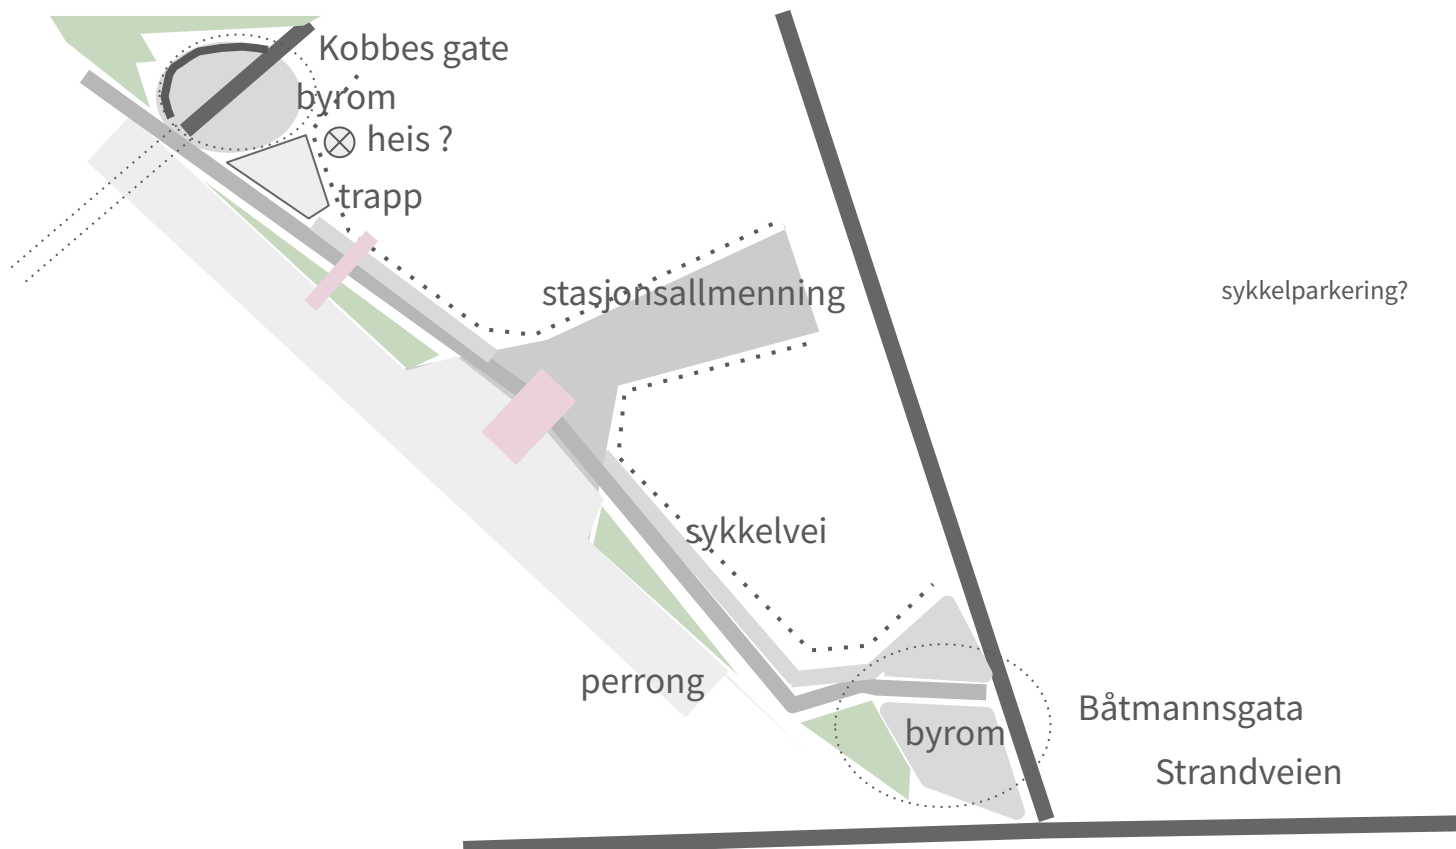 Kobbes gate
byrom
heis ?
trapp
stasjonsallmenning
sykkelparkering?
sykkelvei
perrong
byrom
Båtmannsgata
Strandveien